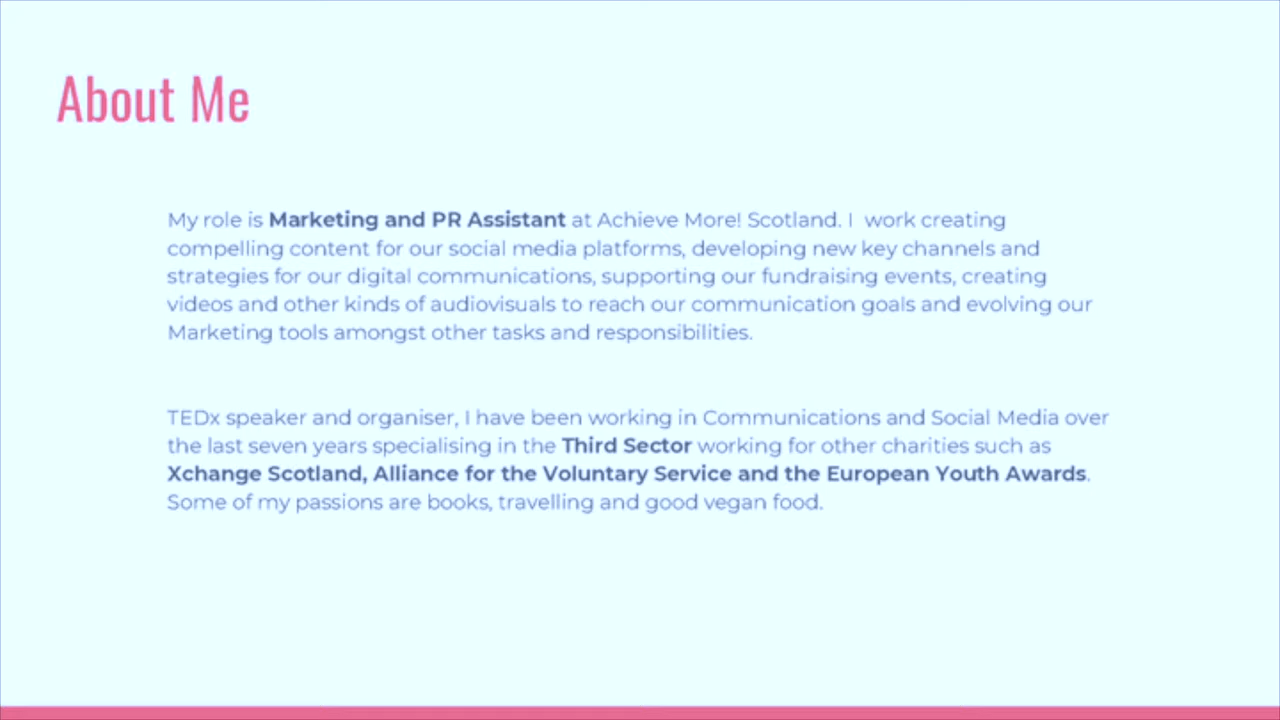 About Me
My role is Marketing and PR Assistant at Achieve More! Scotland. I  work creating
compelling content for our social media platforms, developing new key channels and
strategies for our digital communications, supporting our fundraising events, creating
videos and other kinds of audiovisuals to reach our communication goals and evolving our
Marketing tools amongst other tasks and responsibilities.
TEDx speaker and organiser, I have been working in Communications and Social Media over
the last seven years specialising in the Third Sector working for other charities such as
Xchange Scotland, Alliance for the Voluntary Service and the European Youth Awards.
Some of my passions are books, travelling and good vegan food.